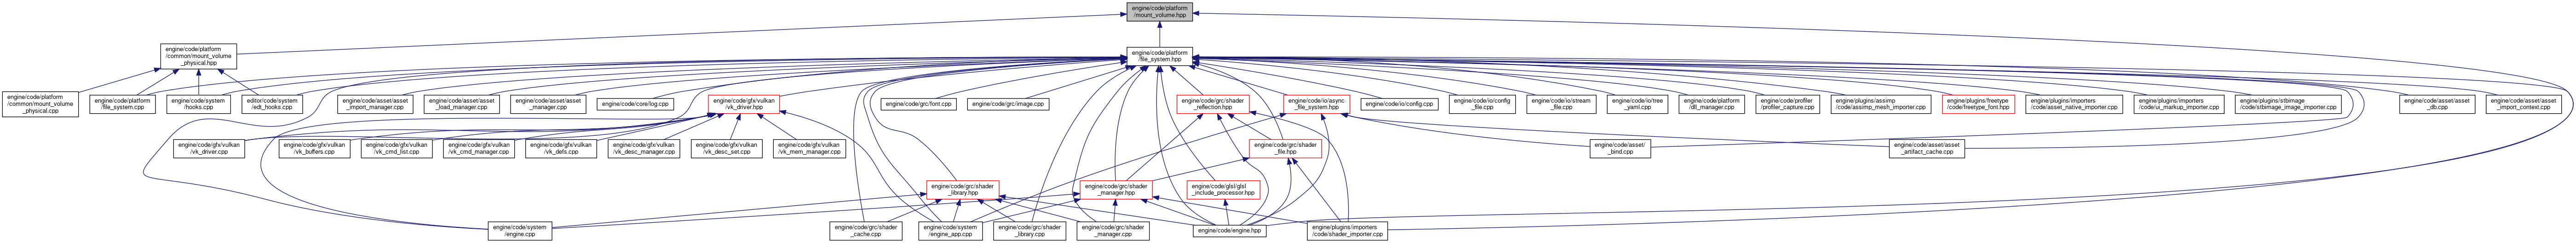 engine/code/platform
/mount_volume.hpp
engine/code/platform
/common/mount_volume
_physical.hpp
engine/code/platform
/file_system.hpp
engine/code/platform
/common/mount_volume
_physical.cpp
engine/code/platform
/file_system.cpp
engine/code/system
/hooks.cpp
editor/code/system
/edt_hooks.cpp
engine/code/asset/asset
_import_manager.cpp
engine/code/asset/asset
_load_manager.cpp
engine/code/asset/asset
_manager.cpp
engine/code/core/log.cpp
engine/code/gfx/vulkan
/vk_driver.hpp
engine/code/grc/font.cpp
engine/code/grc/image.cpp
engine/code/grc/shader
_reflection.hpp
engine/code/io/async
_file_system.hpp
engine/code/io/config.cpp
engine/code/io/config
_file.cpp
engine/code/io/stream
_file.cpp
engine/code/io/tree
_yaml.cpp
engine/code/platform
/dll_manager.cpp
engine/code/profiler
/profiler_capture.cpp
engine/plugins/assimp
/code/assimp_mesh_importer.cpp
engine/plugins/freetype
/code/freetype_font.hpp
engine/plugins/importers
/code/asset_native_importer.cpp
engine/plugins/importers
/code/ui_markup_importer.cpp
engine/plugins/stbimage
/code/stbimage_image_importer.cpp
engine/code/asset/asset
_db.cpp
engine/code/asset/asset
_import_context.cpp
engine/code/gfx/vulkan
/vk_driver.cpp
engine/code/gfx/vulkan
/vk_buffers.cpp
engine/code/gfx/vulkan
/vk_cmd_list.cpp
engine/code/gfx/vulkan
/vk_cmd_manager.cpp
engine/code/gfx/vulkan
/vk_defs.cpp
engine/code/gfx/vulkan
/vk_desc_manager.cpp
engine/code/gfx/vulkan
/vk_desc_set.cpp
engine/code/gfx/vulkan
/vk_mem_manager.cpp
engine/code/grc/shader
_file.hpp
engine/code/asset/
_bind.cpp
engine/code/asset/asset
_artifact_cache.cpp
engine/code/grc/shader
_library.hpp
engine/code/grc/shader
_manager.hpp
engine/code/glsl/glsl
_include_processor.hpp
engine/code/system
/engine.cpp
engine/code/grc/shader
_cache.cpp
engine/code/system
/engine_app.cpp
engine/code/grc/shader
_library.cpp
engine/code/grc/shader
_manager.cpp
engine/code/engine.hpp
engine/plugins/importers
/code/shader_importer.cpp